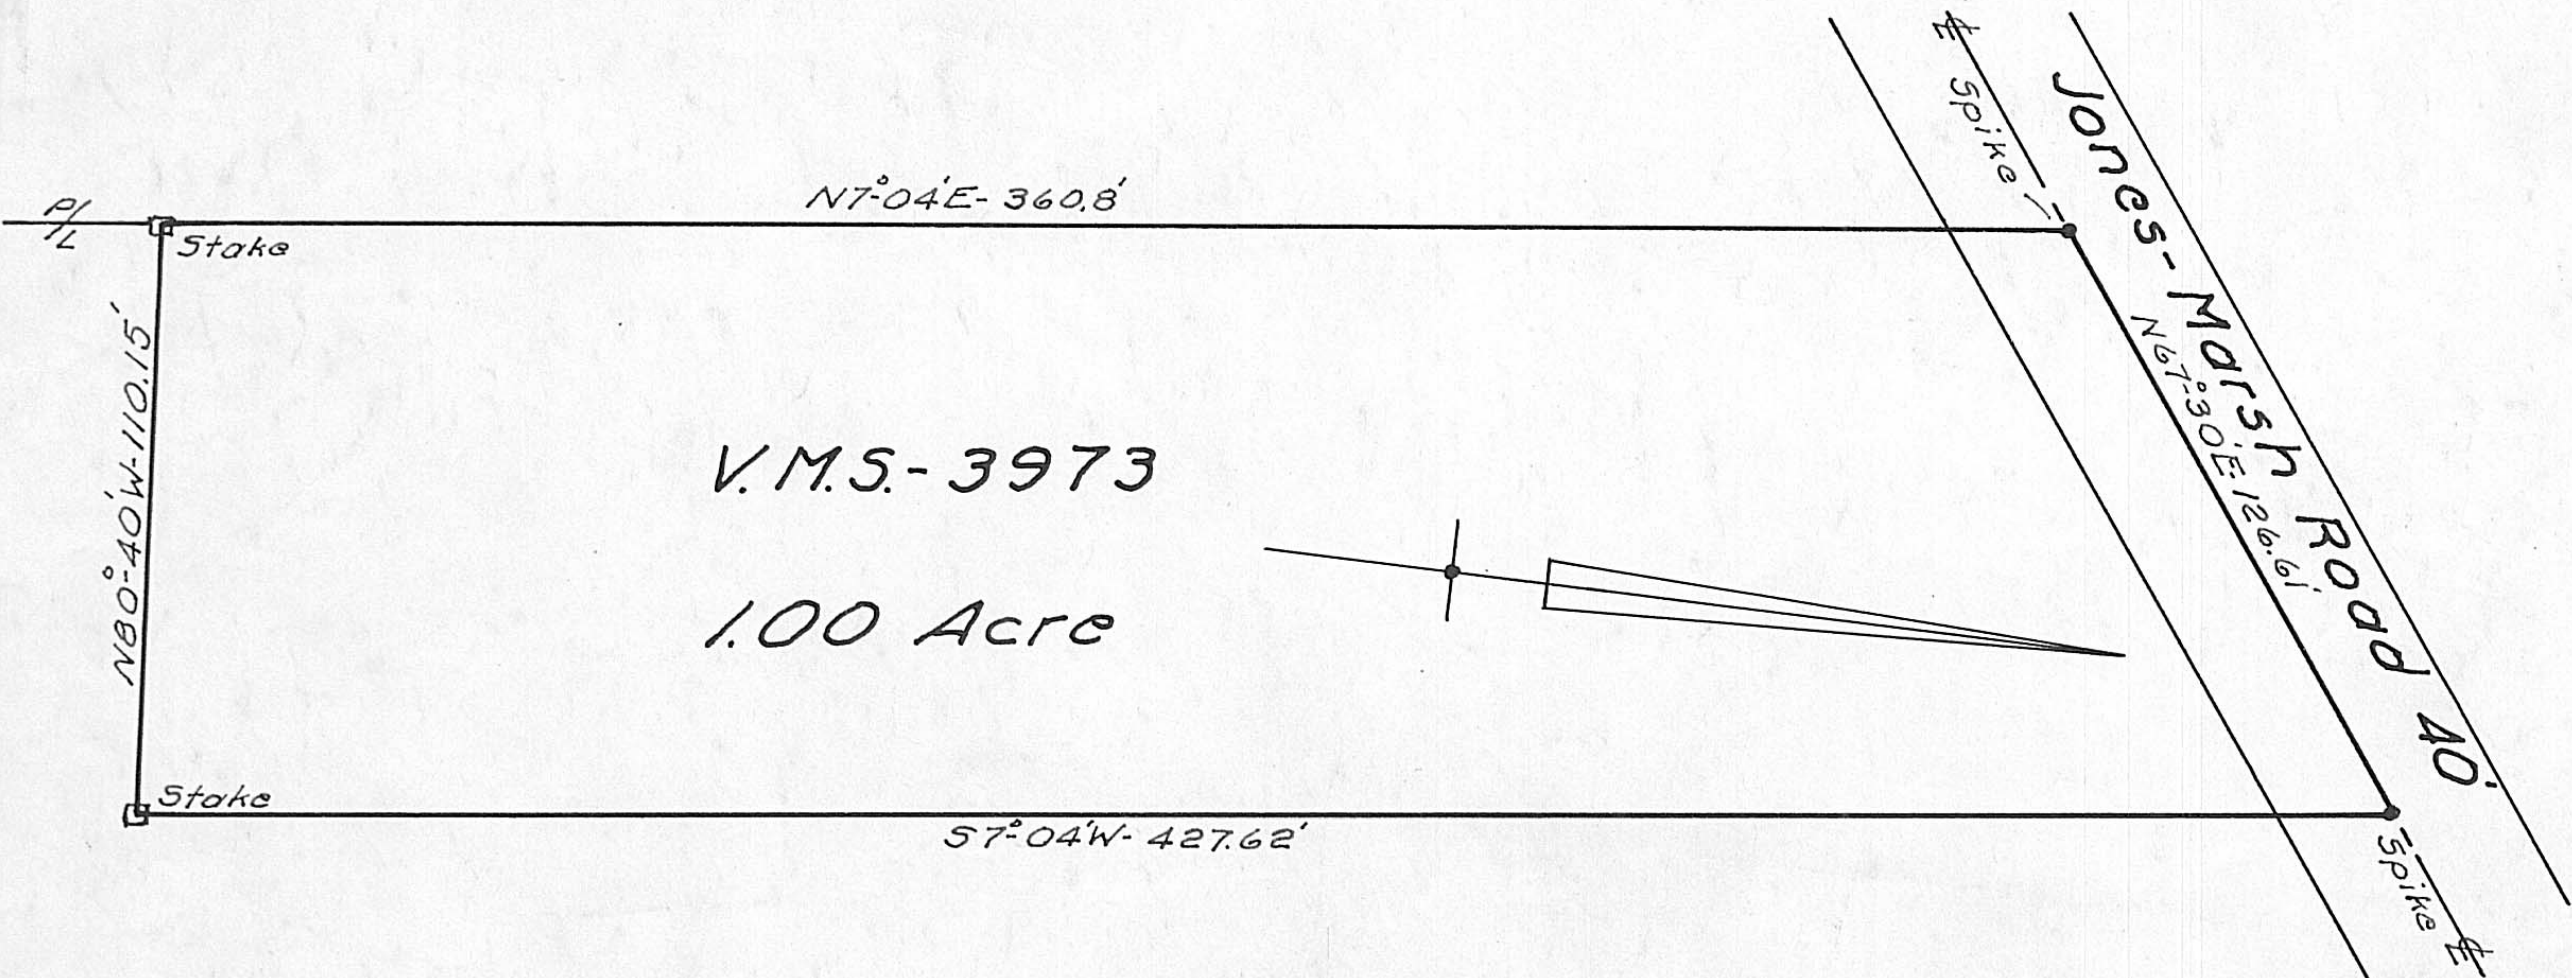 ℄
Spike
Jones-Marsh Road 40'
N67°-30'E-126.61'
N7°-04'E- 360.8'
P/L
Stake
N80°-40'W-110.15'
V.M.S.- 3973
1.00 Acre
Stake
S7°-04'W- 427.62'
Spike
℄